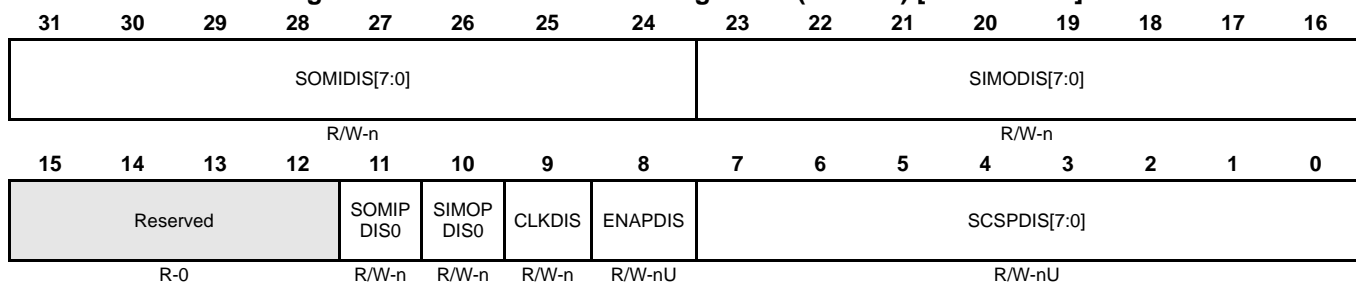 31 30 29 28 27 26 25 24 23 22 21 20 19 18 17 16
SOMIDIS[7:0] SIMODIS[7:0]
R/W-n R/W-n
15 14 13 12 11 10 9 8 7 6 5 4 3 2 1 0
Reserved SOMIP DIS0 SIMOP DIS0 CLKDIS ENAPDIS SCSPDIS[7:0]
R-0 R/W-n R/W-n R/W-n R/W-nU R/W-nU